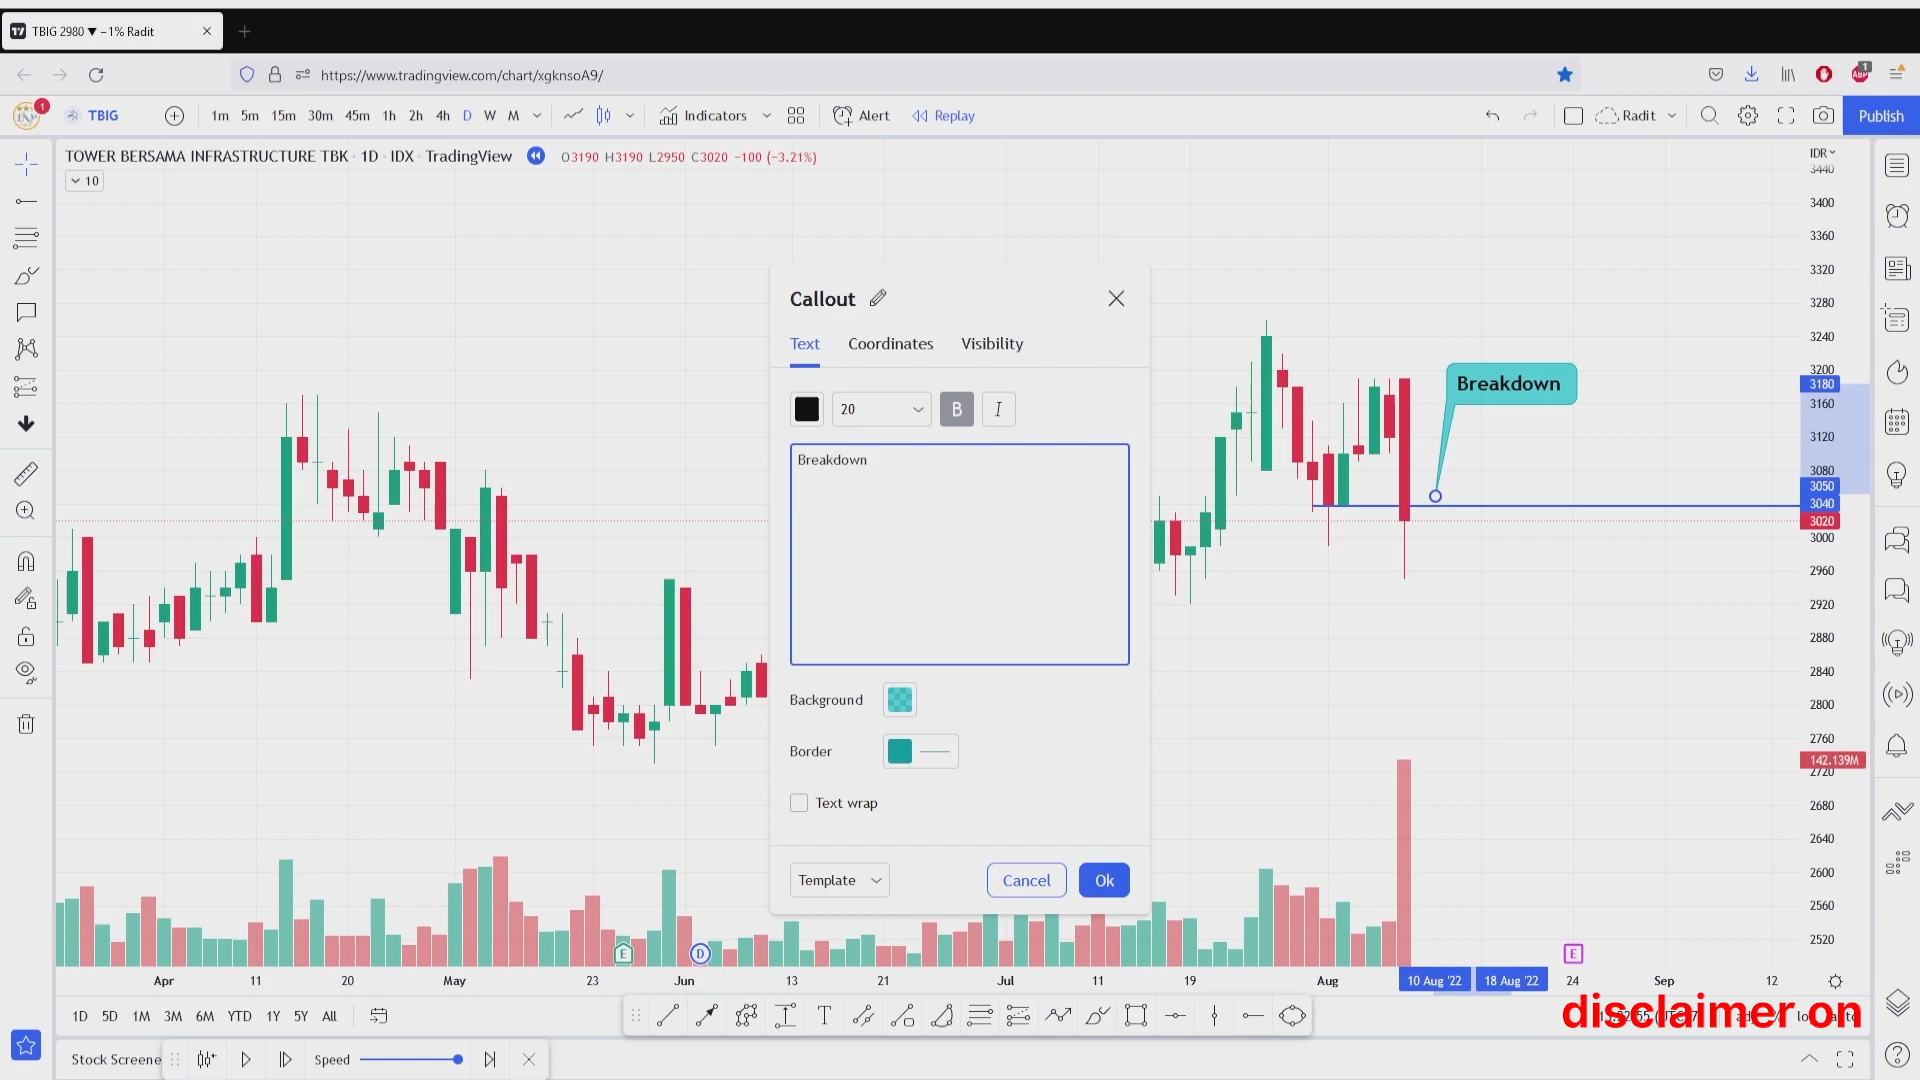 TBIG 2980 ▼ −1% Radit
https://www.tradingview.com/chart/xgknsoA9/
1
1
TBIG
1m 5m 15m 30m 45m 1h 2h 4h D W M
Indicators
Alert
Replay
Radit
Publish
TOWER BERSAMA INFRASTRUCTURE TBK · 1D · IDX · TradingView
O3190 H3190 L2950 C3020 −100 (−3.21%)
10
IDR
3440
3400
3360
3320
3280
3240
3200
3180
3160
3120
3080
3050
3040
3020
3000
2960
2920
2880
2840
2800
2760
142.139M
2720
2680
2640
2600
2560
2520
Breakdown
Callout
Text Coordinates Visibility
20
B
I
Breakdown
Background
Border
Text wrap
Template
Cancel
Ok
E
D
E
Apr 11 20 May 23 Jun 13 21 Jul 11 19 Aug 10 Aug '22 18 Aug '22 24 Sep 12
1D 5D 1M 3M 6M YTD 1Y 5Y All
T
disclaimer on
Stock Screene
Speed